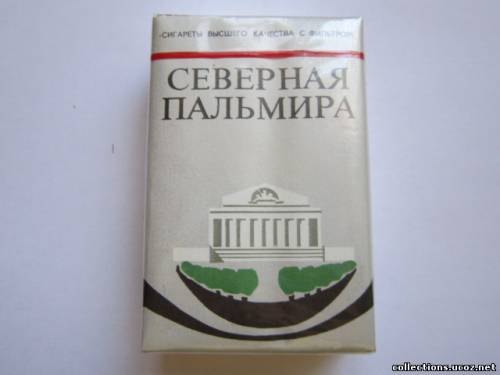 •СИГАРЕТЫ ВЫСШЕГО КАЧЕСТВА С ФИЛЬТРОМ•
СЕВЕРНАЯ
ПАЛЬМИРА
collections.ucoz.net